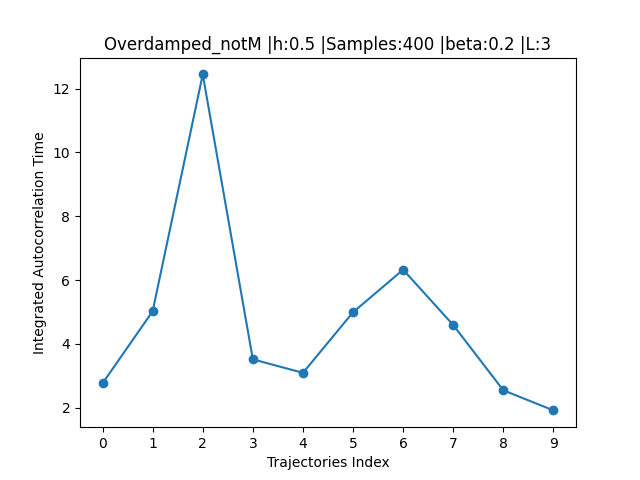 Overdamped_notM |h:0.5 |Samples:400 |beta:0.2 |L:3
Integrated Autocorrelation Time
12
10
8
6
4
2
0 1 2 3 4 5 6 7 8 9
Trajectories Index